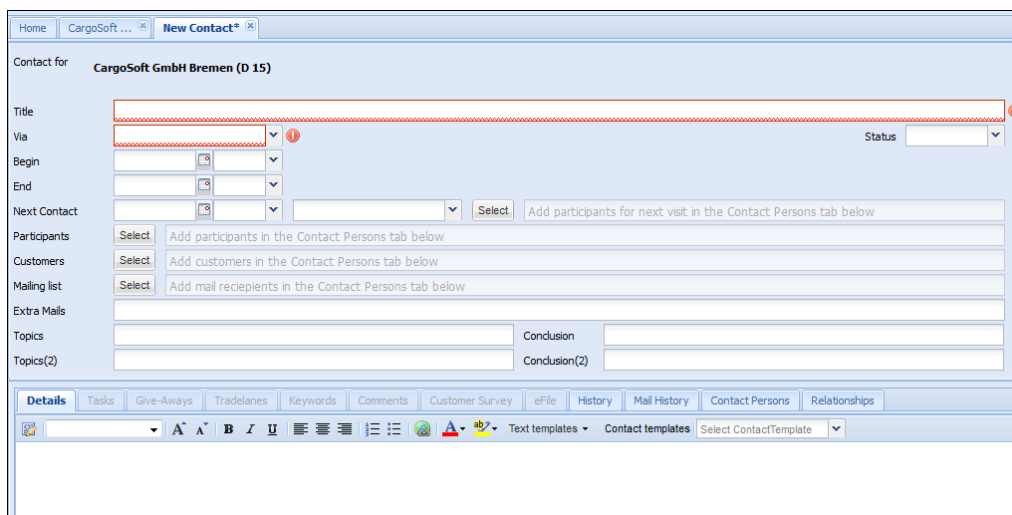 Home CargoSoft ... New Contact*
Contact for CargoSoft GmbH Bremen (D 15)
Title
Via Status
Begin
End
Next Contact Select Add participants for next visit in the Contact Persons tab below
Participants Select Add participants in the Contact Persons tab below
Customers Select Add customers in the Contact Persons tab below
Mailing list Select Add mail reciepients in the Contact Persons tab below
Extra Mails
Topics Conclusion
Topics(2) Conclusion(2)
Details Tasks Give-Aways Tradelanes Keywords Comments Customer Survey eFile History Mail History Contact Persons Relationships
A A B I U A ab Text templates Contact templates Select ContactTemplate